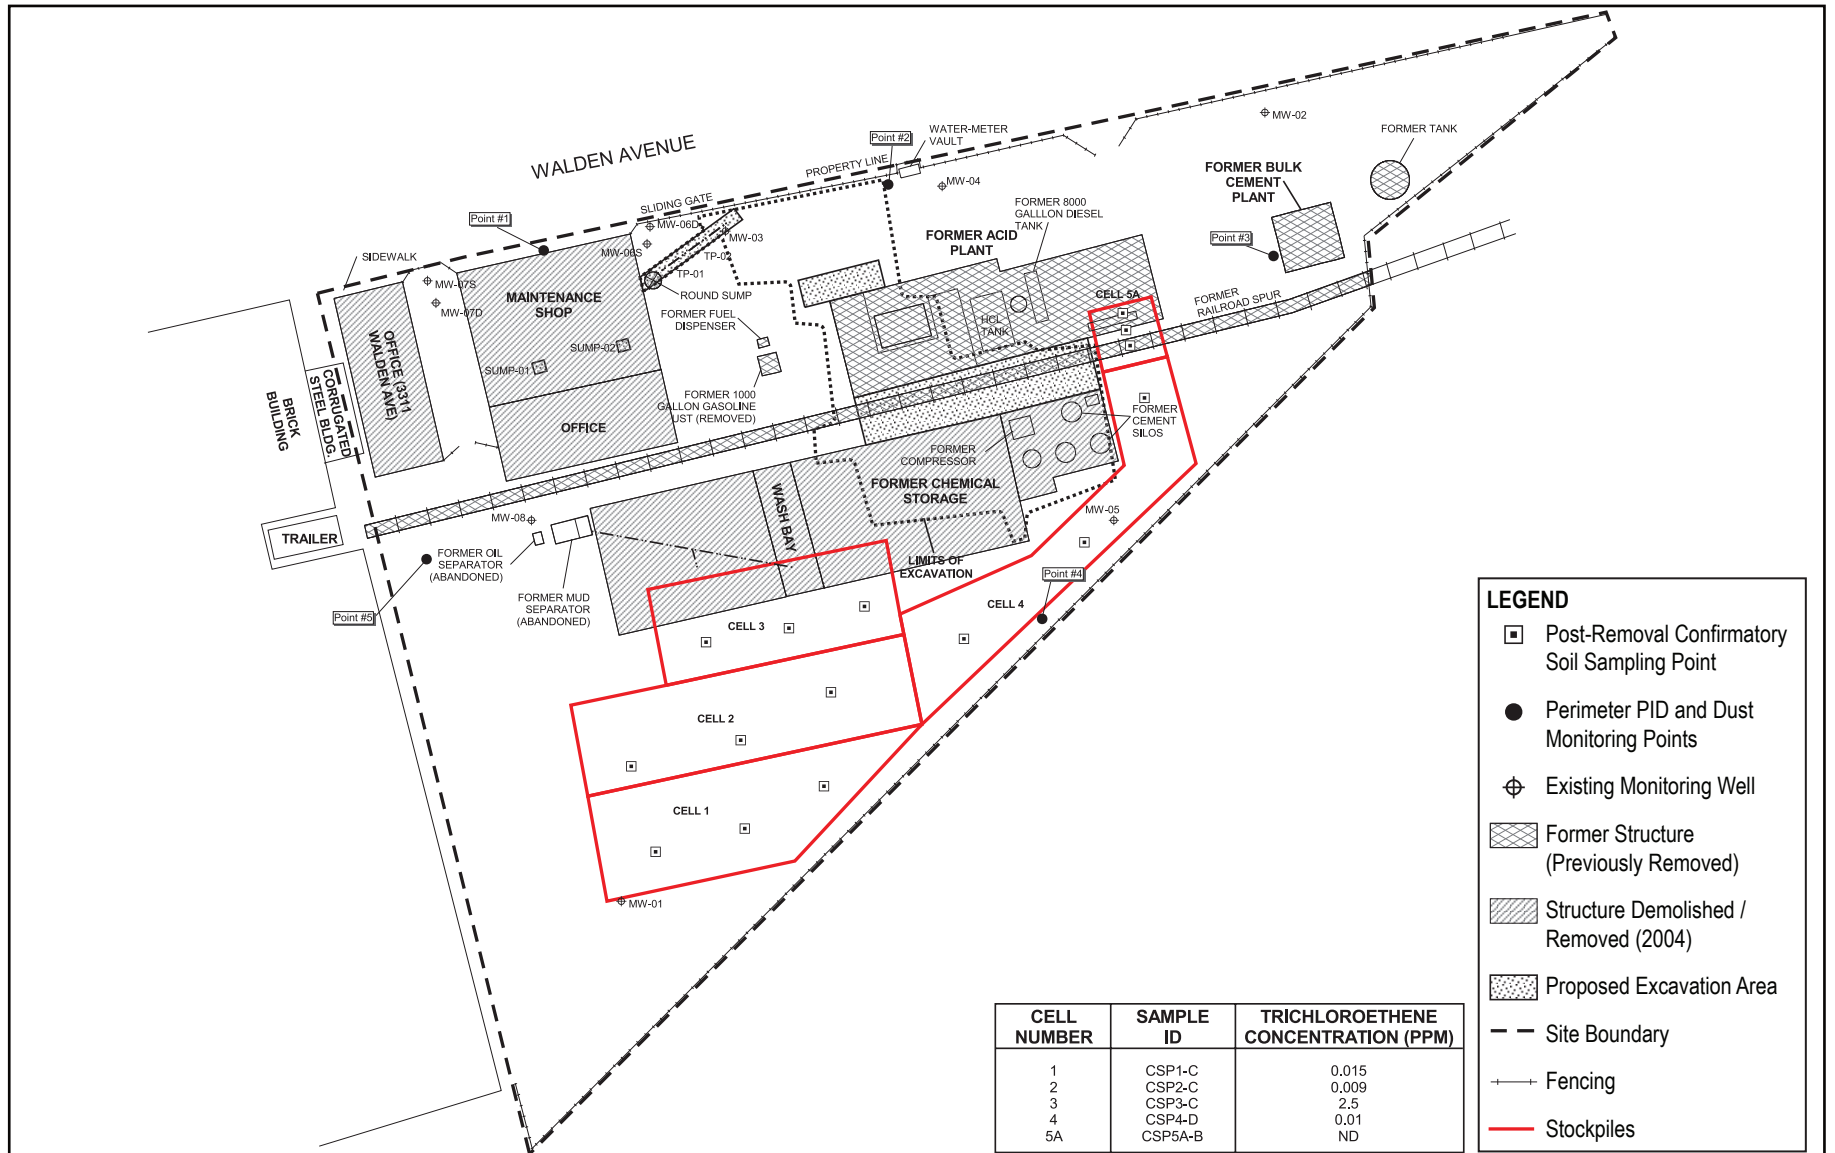 WALDEN AVENUE
Point #2
WATER-METER
VAULT
PROPERTY LINE
MW-04
MW-02
FORMER TANK
FORMER BULK
CEMENT
PLANT
Point #3
SLIDING GATE
Point #1
MW-06D
MW-06S
MW-03
TP-02
TP-01
ROUND SUMP
FORMER 8000
GALLLON DIESEL
TANK
FORMER ACID
PLANT
SIDEWALK
MW-07S
MW-07D
MAINTENANCE
SHOP
OFFICE (3311
WALDEN AVE)
SUMP-02
SUMP-01
OFFICE
FORMER FUEL
DISPENSER
FORMER 1000
GALLON GASOLINE
UST (REMOVED)
HCL
TANK
CELL 5A
FORMER
RAILROAD SPUR
BRICK
BUILDING
CORRUGATED
STEEL BLDG.
TRAILER
FORMER
CEMENT
SILOS
FORMER
COMPRESSOR
FORMER CHEMICAL
STORAGE
WASH BAY
MW-08
MW-05
FORMER OIL
SEPARATOR
(ABANDONED)
FORMER MUD
SEPARATOR
(ABANDONED)
LIMITS OF
EXCAVATION
Point #4
Point #5
CELL 4
CELL 3
CELL 2
CELL 1
MW-01
CELL NUMBER SAMPLE ID TRICHLOROETHENE CONCENTRATION (PPM)
1 CSP1-C 0.015
2 CSP2-C 0.009
3 CSP3-C 2.5
4 CSP4-D 0.01
5A CSP5A-B ND
LEGEND
Post-Removal Confirmatory
Soil Sampling Point
Perimeter PID and Dust
Monitoring Points
Existing Monitoring Well
Former Structure
(Previously Removed)
Structure Demolished /
Removed (2004)
Proposed Excavation Area
Site Boundary
Fencing
Stockpiles